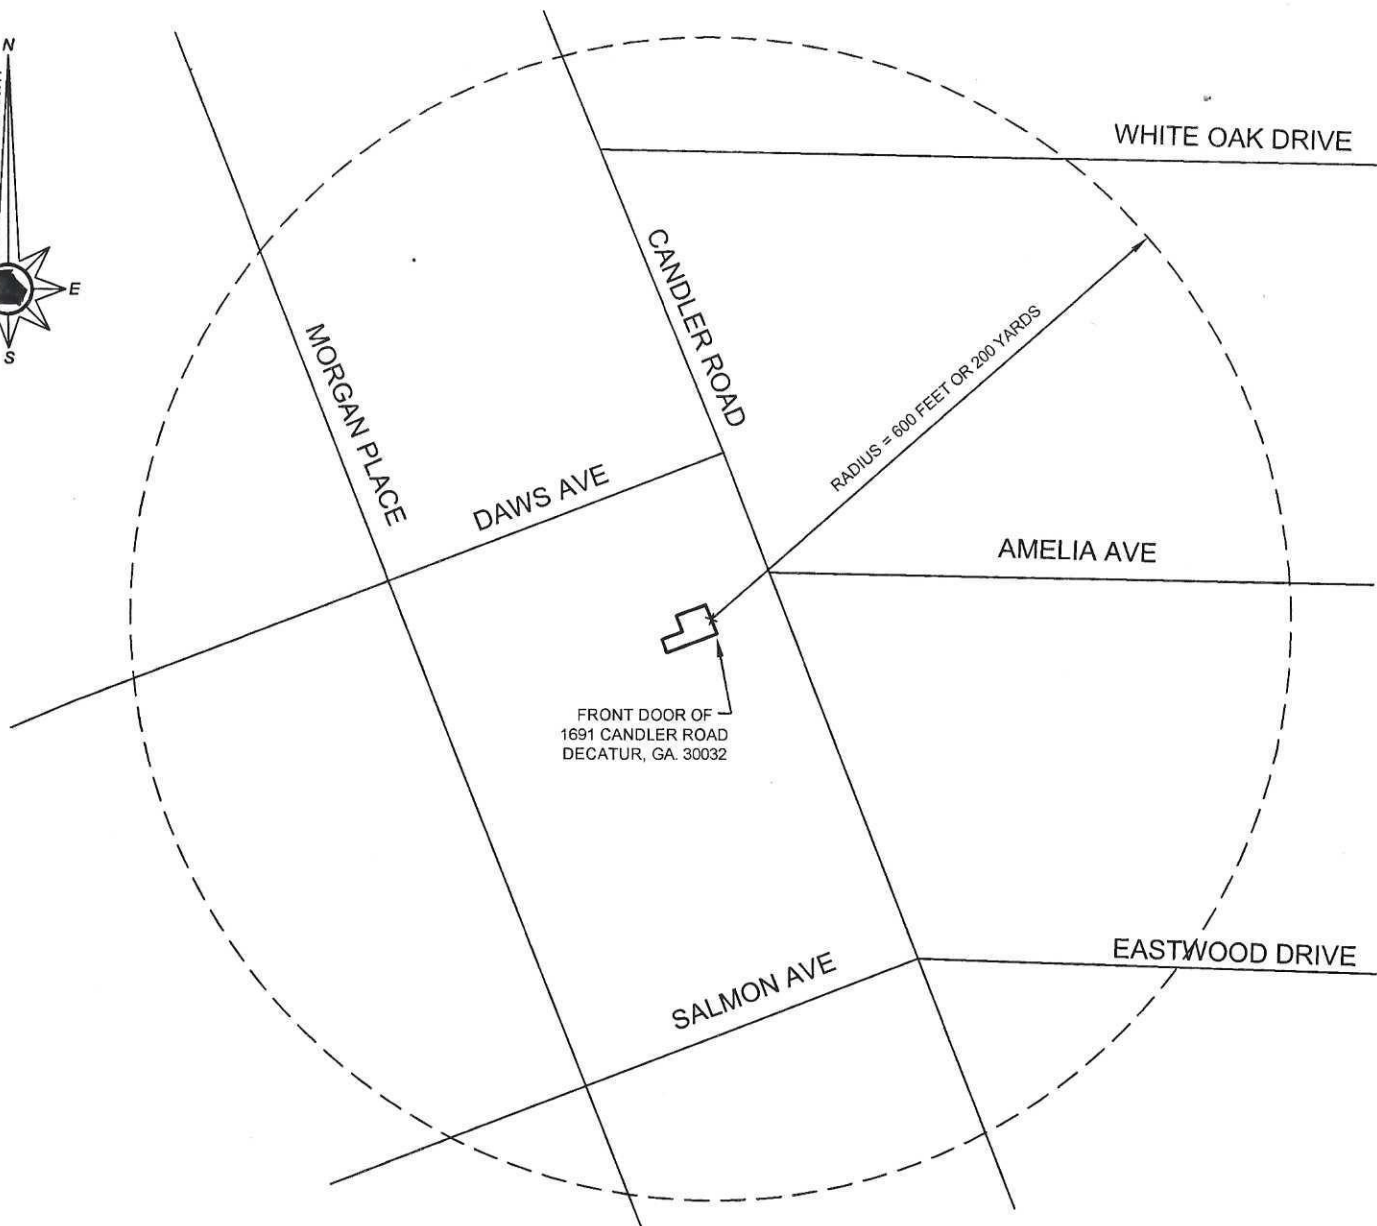 N
WHITE OAK DRIVE
E
S
CANDLER ROAD
MORGAN PLACE
RADIUS = 600 FEET OR 200 YARDS
DAWS AVE
AMELIA AVE
FRONT DOOR OF
1691 CANDLER ROAD
DECATUR, GA. 30032
EASTWOOD DRIVE
SALMON AVE